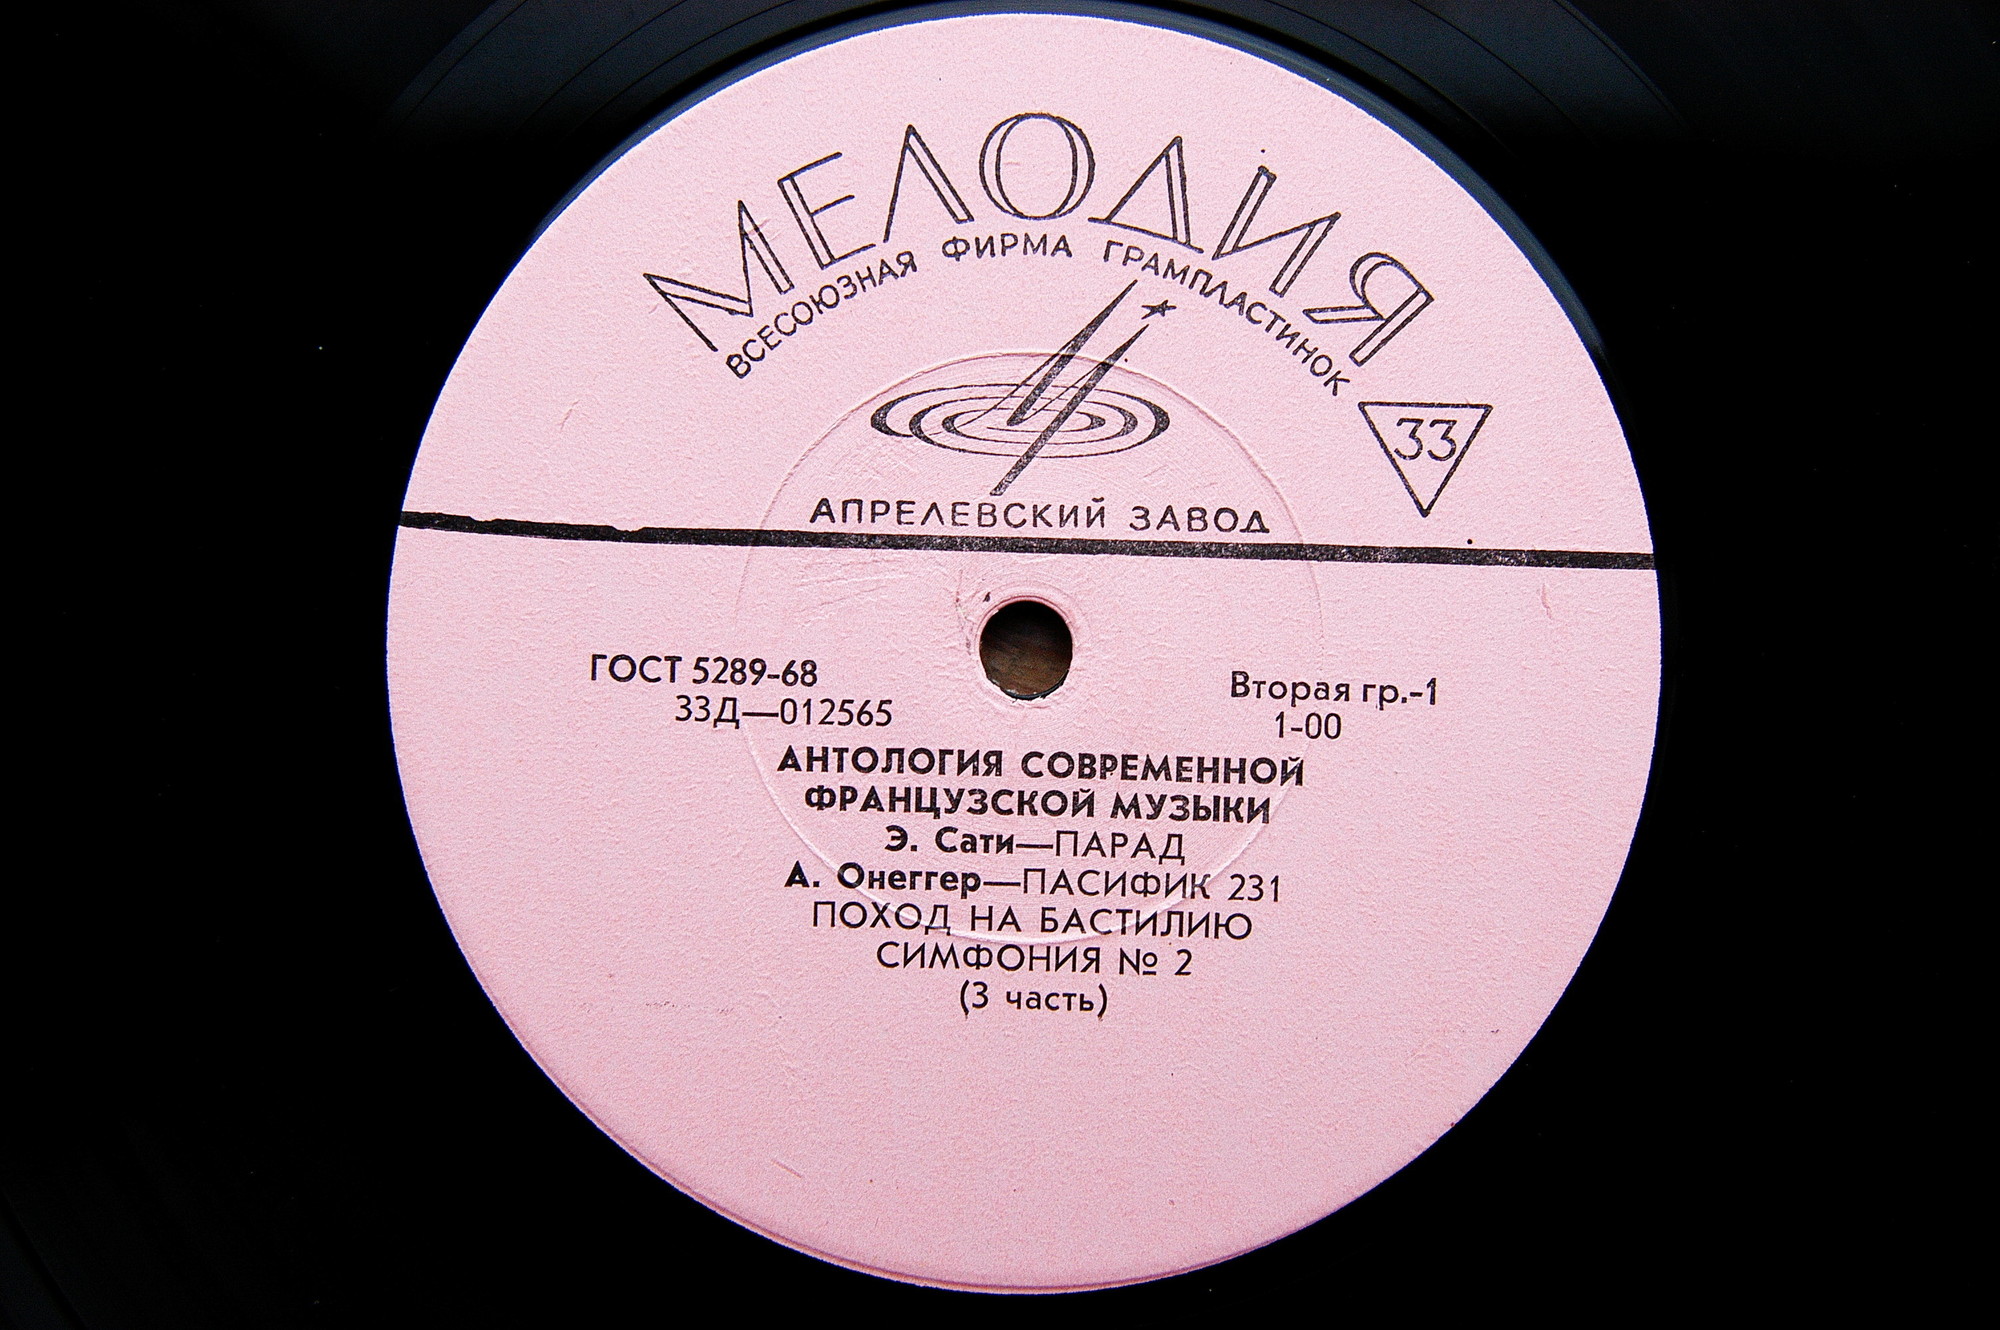 МЕЛОДИЯ
ВСЕСОЮЗНАЯ ФИРМА ГРАМПЛАСТИНОК
33
АПРЕЛЕВСКИЙ ЗАВОД
ГОСТ 5289-68
33Д—012565
Вторая гр.-1
1-00
АНТОЛОГИЯ СОВРЕМЕННОЙ
ФРАНЦУЗСКОЙ МУЗЫКИ
Э. Сати—ПАРАД
А. Онеггер—ПАСИФИК 231
ПОХОД НА БАСТИЛИЮ
СИМФОНИЯ № 2
(3 часть)